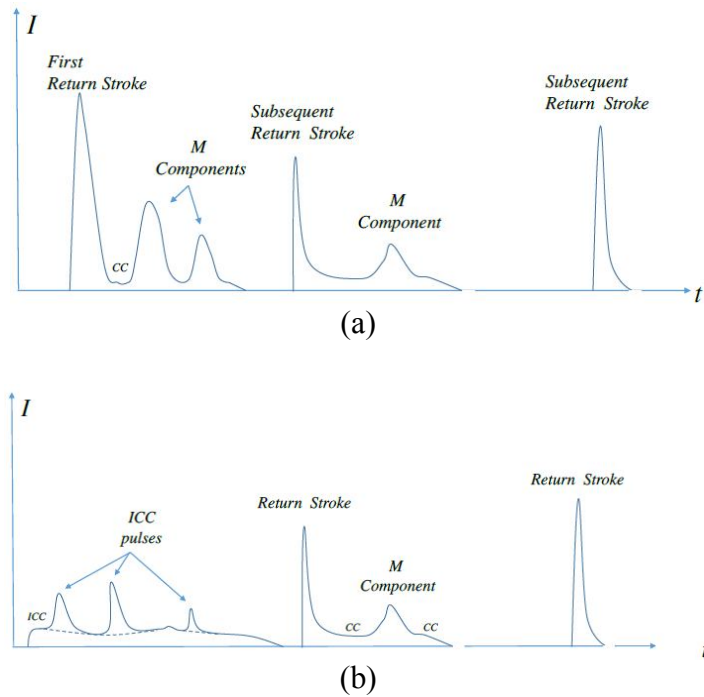 I
First
Return Stroke
M
Components
CC
Subsequent
Return Stroke
M
Component
Subsequent
Return Stroke
t
(a)
I
ICC
ICC
pulses
Return Stroke
M
Component
CC
CC
Return Stroke
t
(b)